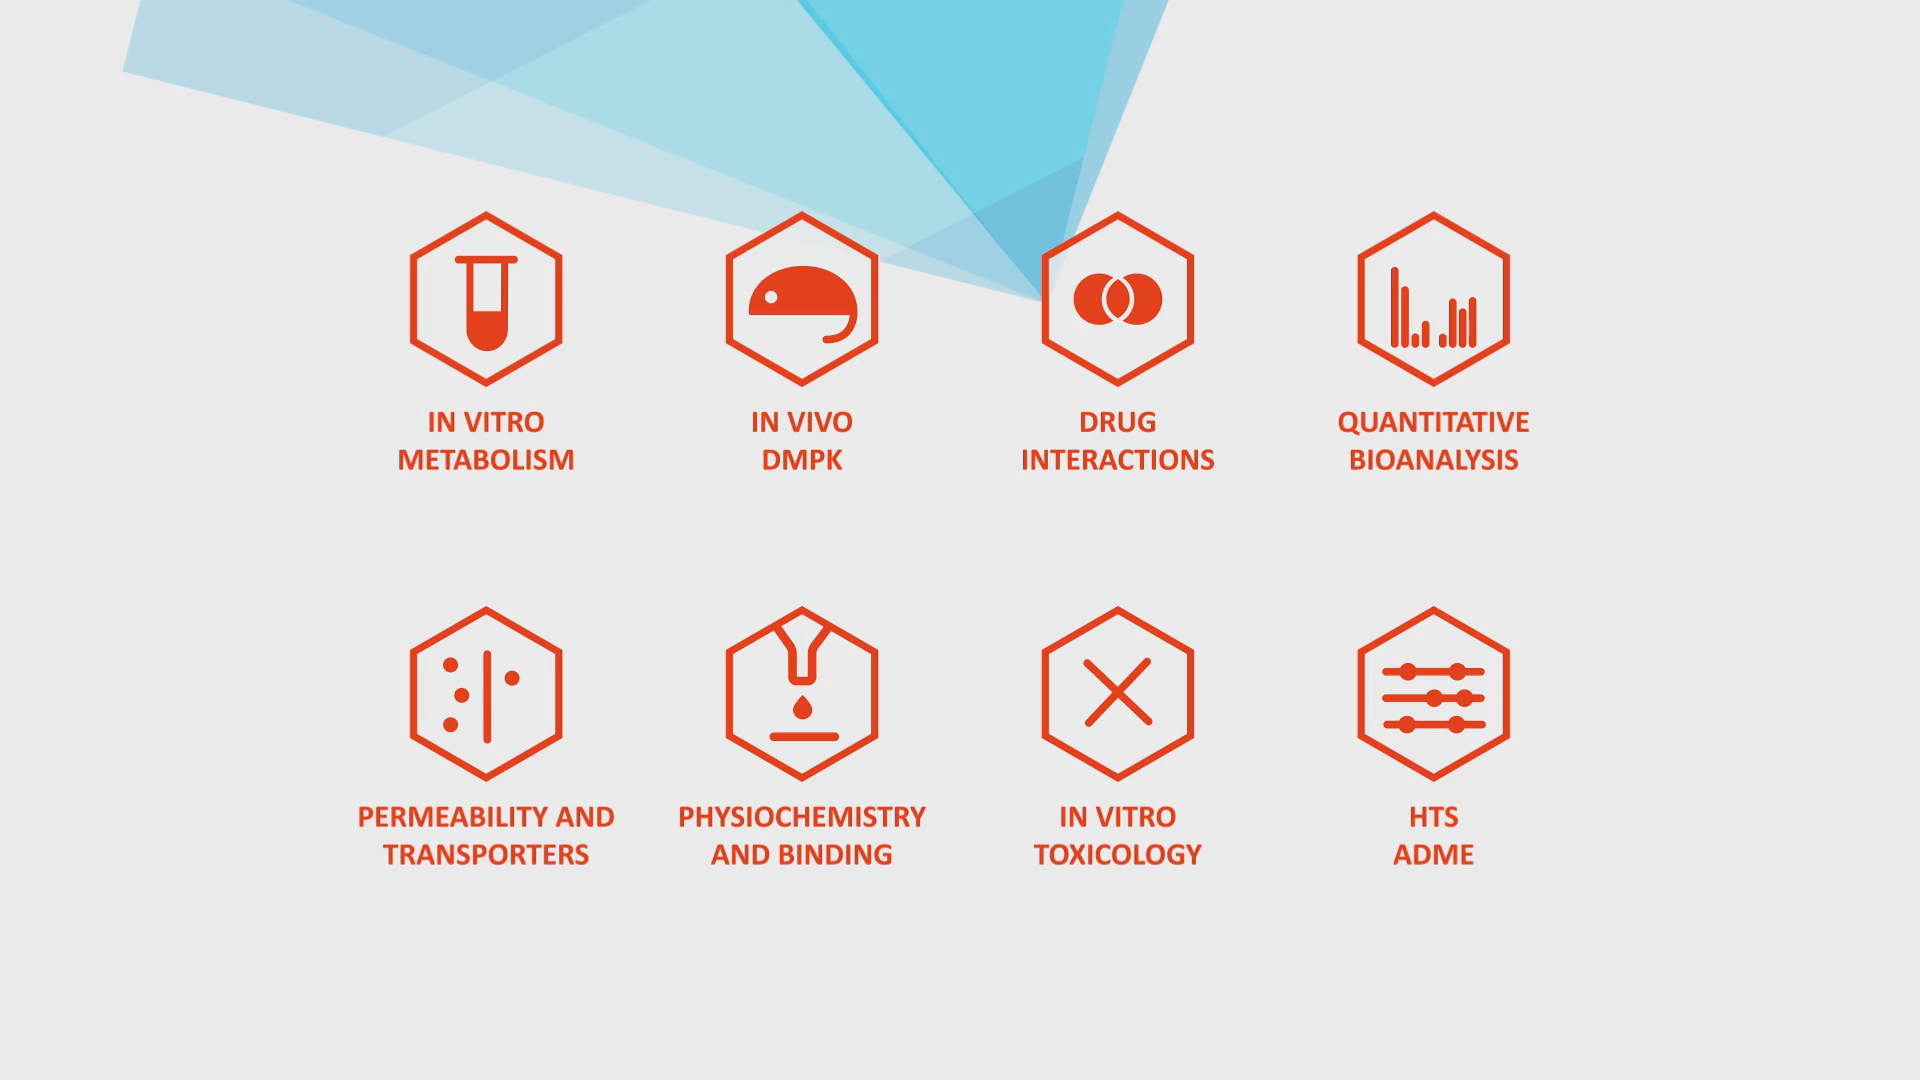 IN VITRO
METABOLISM
IN VIVO
DMPK
DRUG
INTERACTIONS
QUANTITATIVE
BIOANALYSIS
PERMEABILITY AND
TRANSPORTERS
PHYSIOCHEMISTRY
AND BINDING
IN VITRO
TOXICOLOGY
HTS
ADME